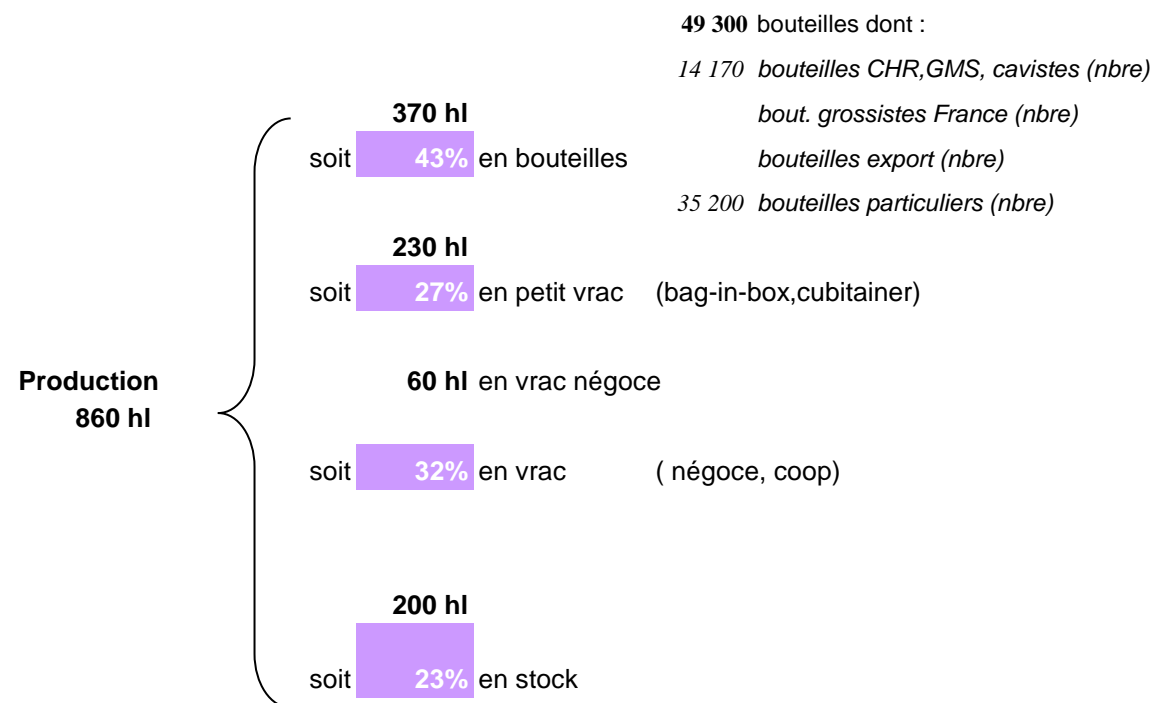 49 300 bouteilles dont :
14 170 bouteilles CHR,GMS, cavistes (nbre)
370 hl bout. grossistes France (nbre)
soit 43% en bouteilles bouteilles export (nbre)
35 200 bouteilles particuliers (nbre)
230 hl
soit 27% en petit vrac (bag-in-box,cubitainer)
Production 60 hl en vrac négoce
860 hl
soit 32% en vrac ( négoce, coop)
200 hl
soit 23% en stock